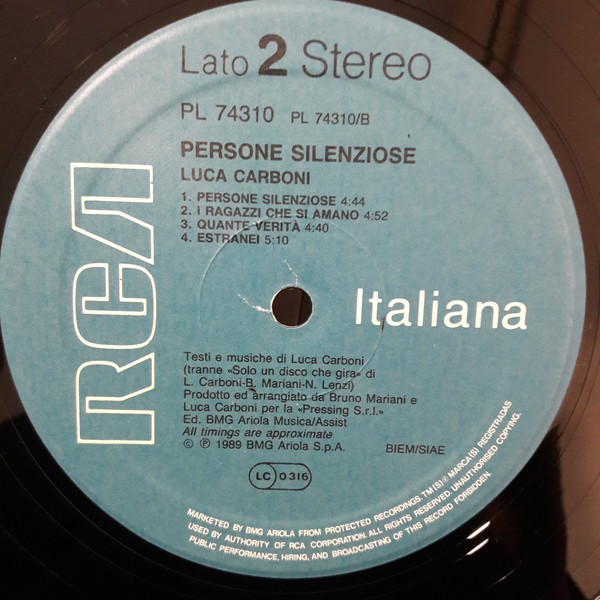 Lato 2 Stereo
PL 74310 PL 74310/B
PERSONE SILENZIOSE
LUCA CARBONI
1. PERSONE SILENZIOSE 4:44
2. I RAGAZZI CHE SI AMANO 4:52
3. QUANTE VERITÀ 4:40
4. ESTRANEI 5:10
RCA
Italiana
Testi e musiche di Luca Carboni
(tranne «Solo un disco che gira» di
L. Carboni-B. Mariani-N. Lenzi)
Prodotto ed arrangiato da Bruno Mariani e
Luca Carboni per la «Pressing S.r.l.»
Ed. BMG Ariola Musica/Assist
All timings are approximate
© ℗ 1989 BMG Ariola S.p.A. BIEM/SIAE
LC 0316
MARKETED BY BMG ARIOLA FROM PROTECTED RECORDINGS. TM(S)® MARCA(S) REGISTRADAS
USED BY AUTHORITY OF RCA CORPORATION. ALL RIGHTS RESERVED. UNAUTHORISED COPYING,
PUBLIC PERFORMANCE, HIRING, AND BROADCASTING OF THIS RECORD FORBIDDEN.